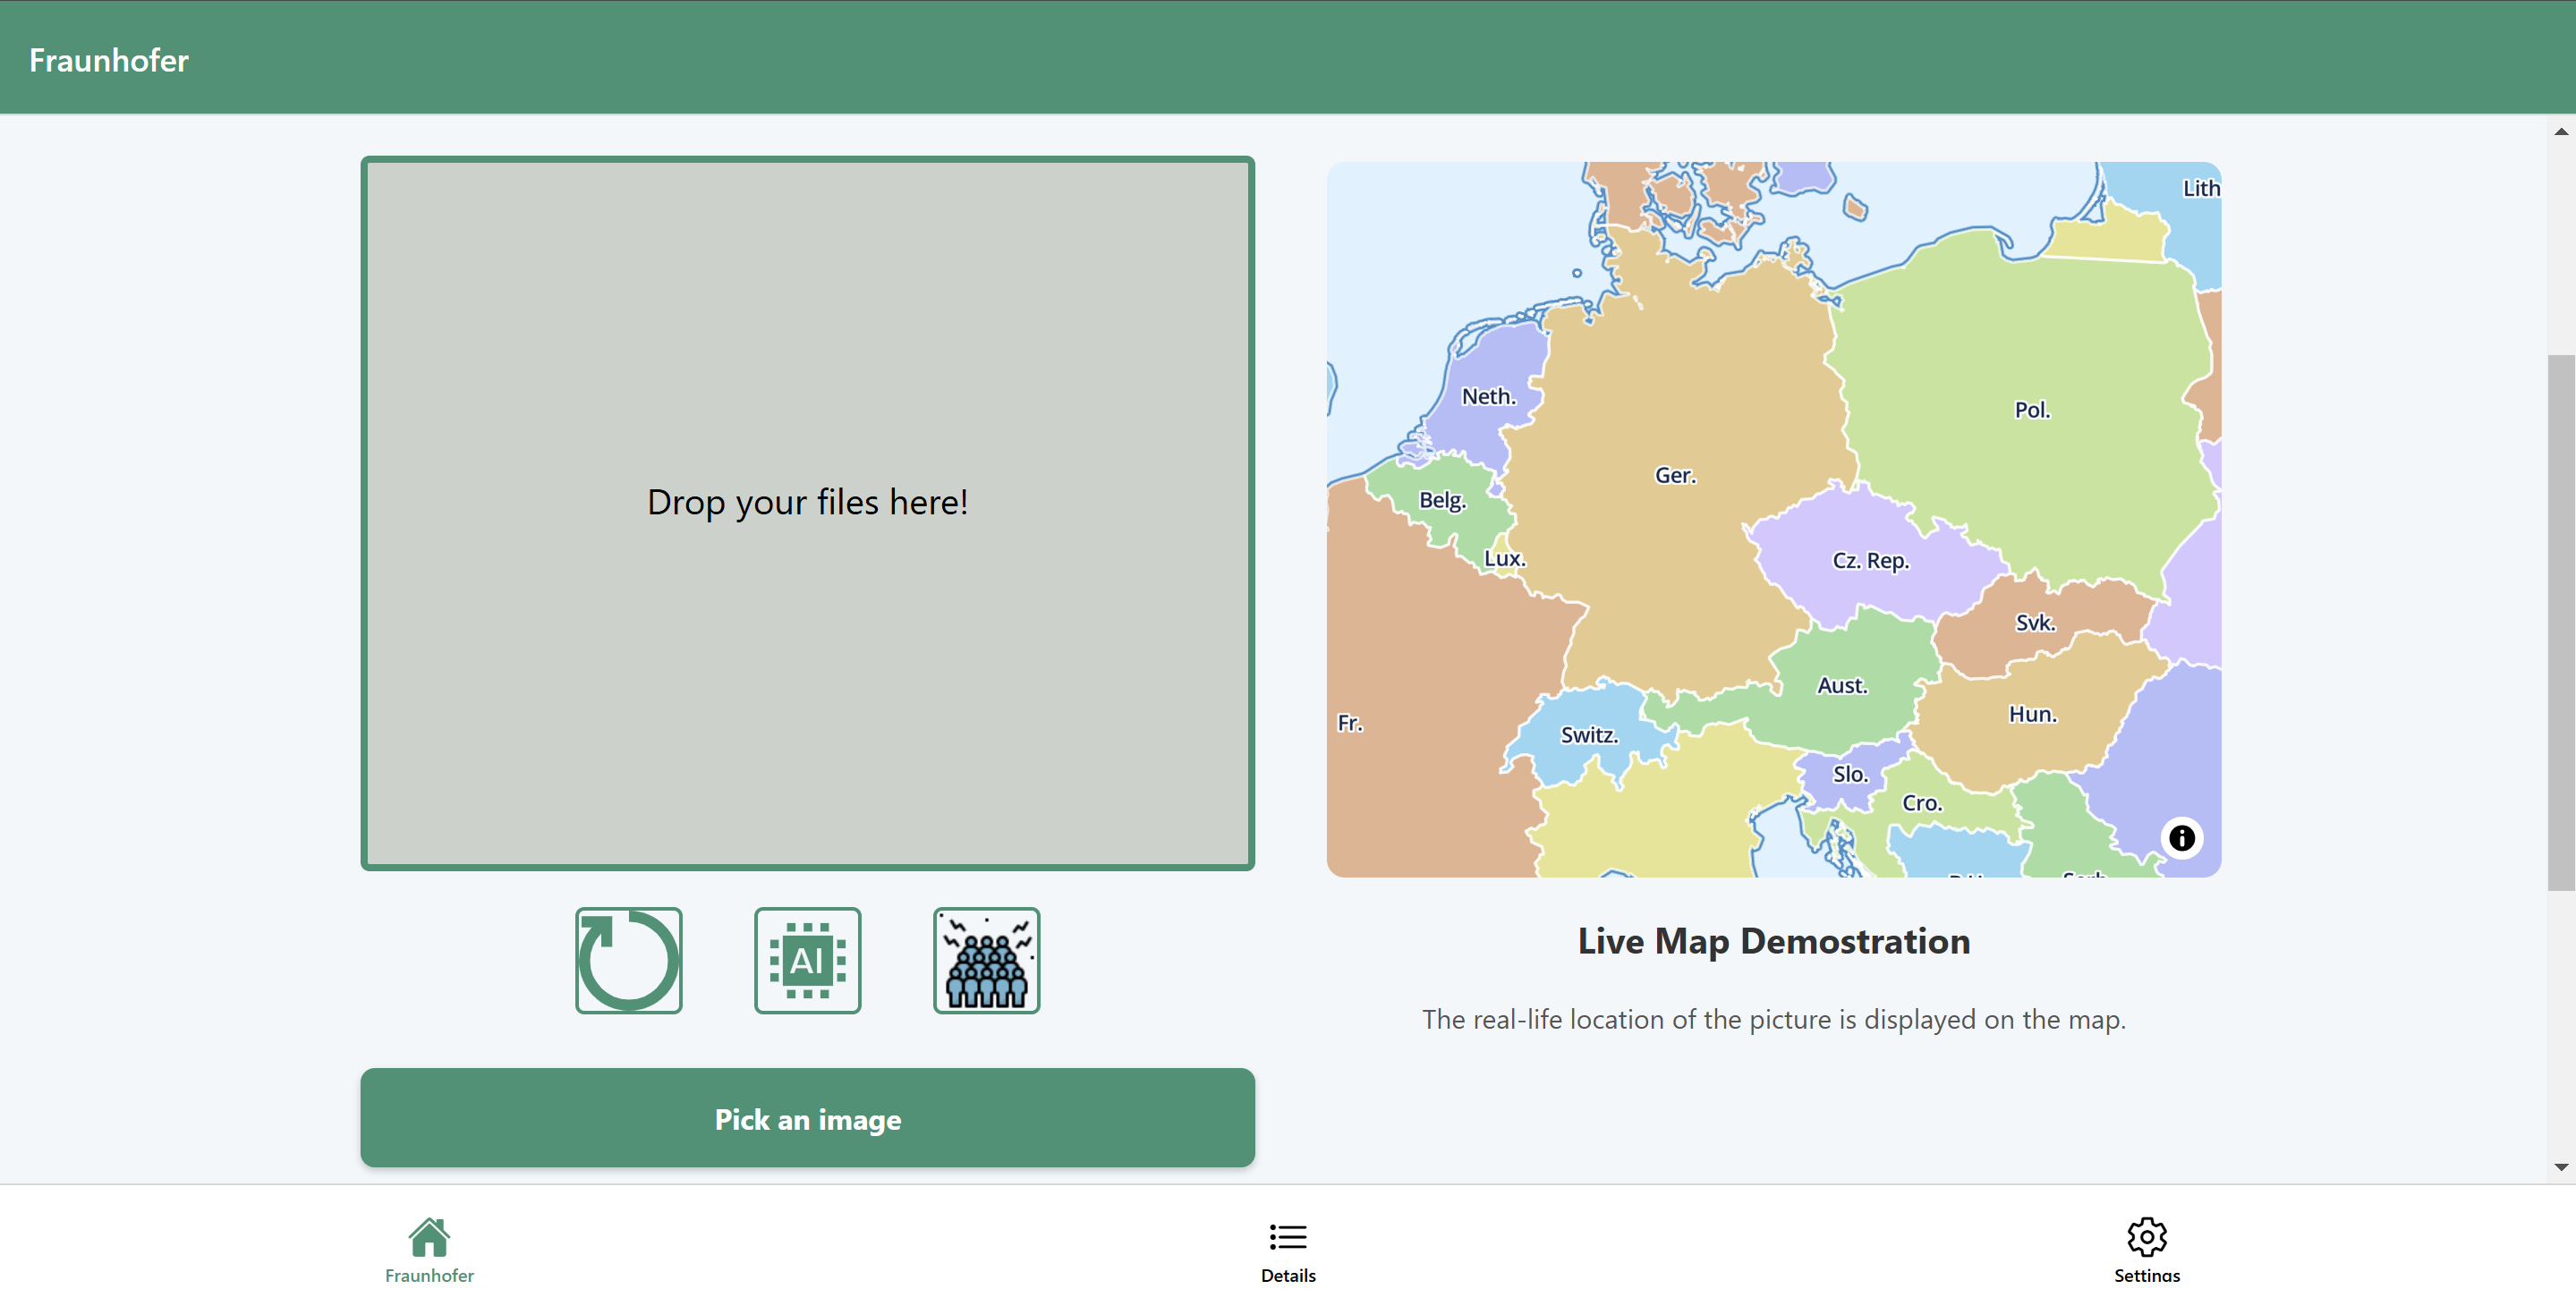 Fraunhofer
Drop your files here!
Lith
Neth.
Pol.
Ger.
Belg.
Lux.
Cz. Rep.
Svk.
Aust.
Hun.
Fr.
Switz.
Slo.
Cro.
AI
Live Map Demostration
The real-life location of the picture is displayed on the map.
Pick an image
Fraunhofer
Details
Settings